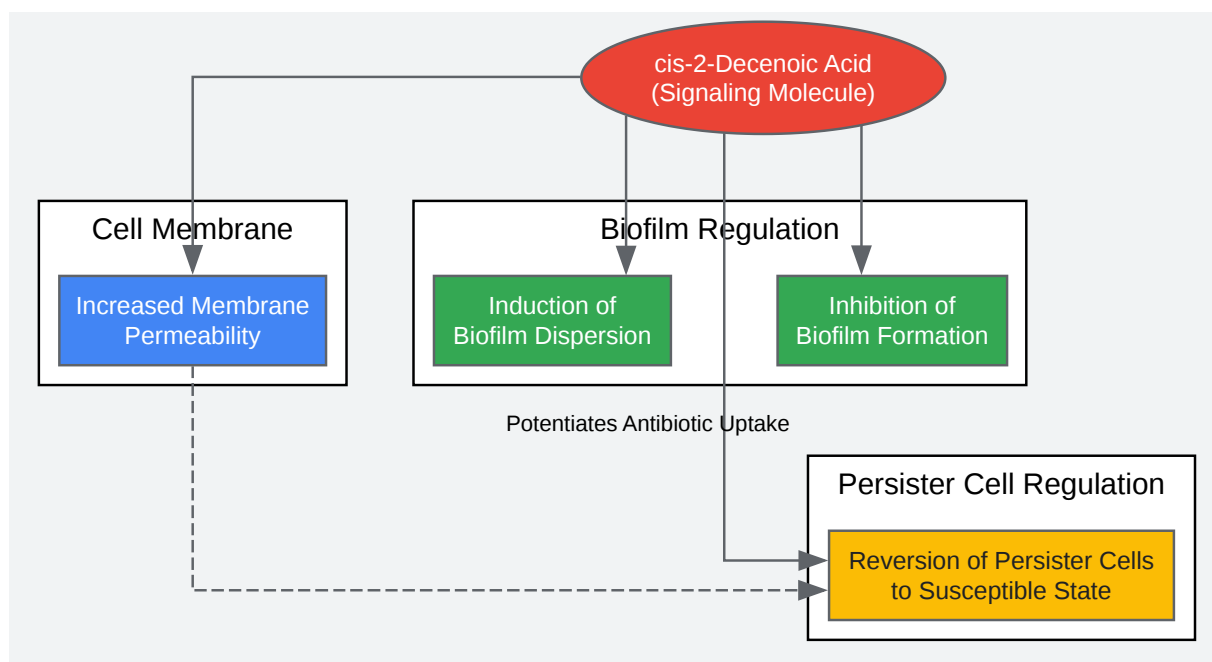 cis-2-Decenoic Acid
(Signaling Molecule)
Cell Membrane
Increased Membrane
Permeability
Biofilm Regulation
Induction of
Biofilm Dispersion
Inhibition of
Biofilm Formation
Potentiates Antibiotic Uptake
Persister Cell Regulation
Reversion of Persister Cells
to Susceptible State